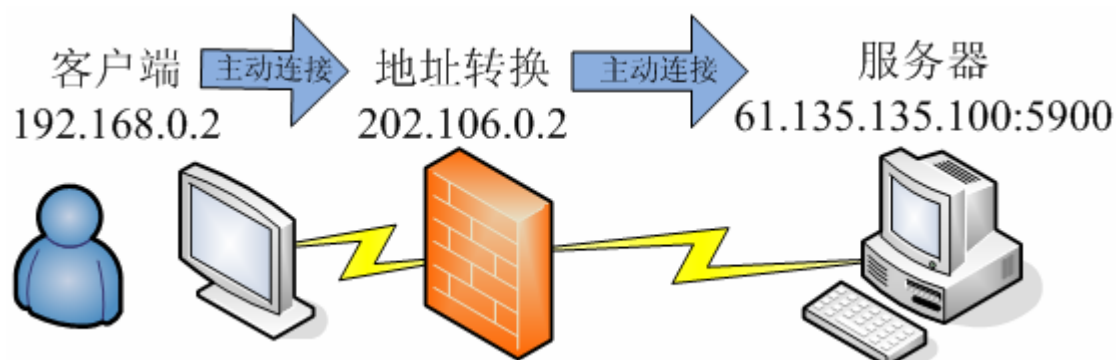 客户端
主动连接
地址转换
主动连接
服务器
192.168.0.2
202.106.0.2
61.135.135.100:5900